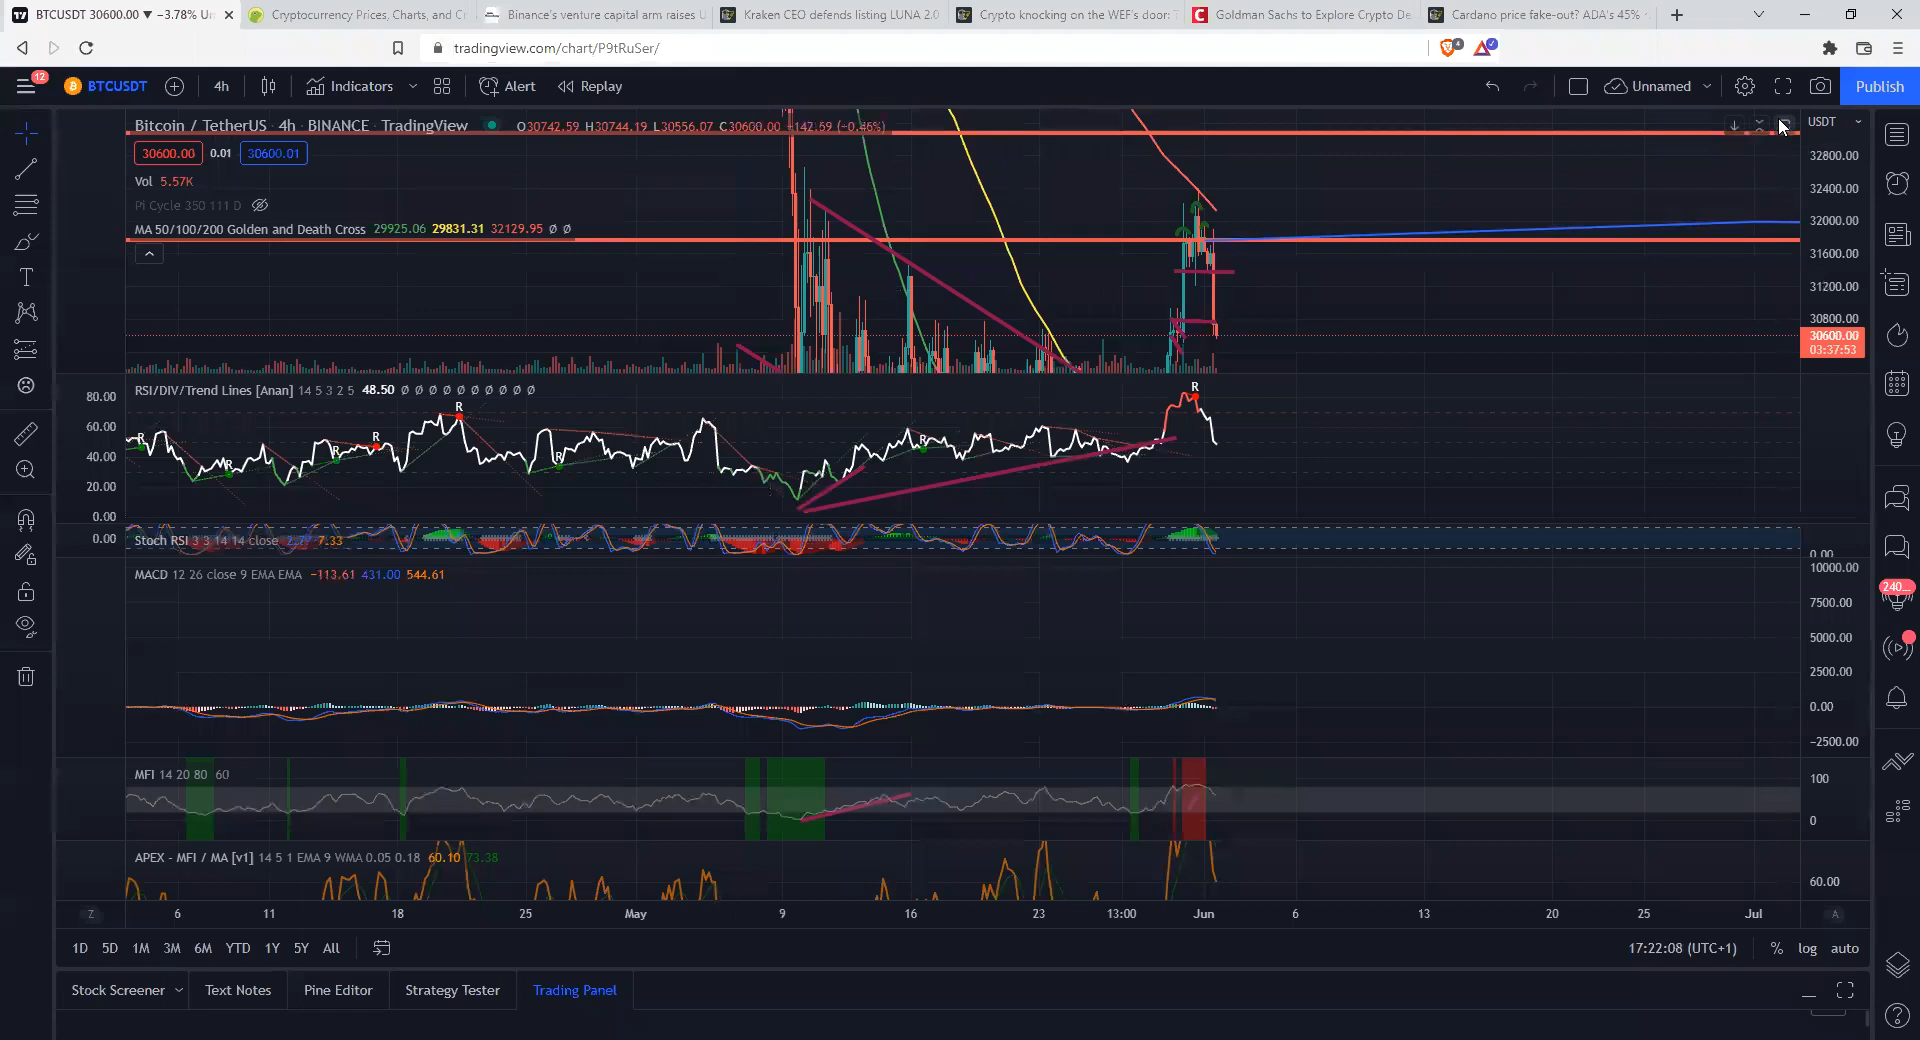 BTCUSDT 30600.00 ▼ −3.78% Un
Cryptocurrency Prices, Charts, and Cr
Binance's venture capital arm raises U
Kraken CEO defends listing LUNA 2.0
Crypto knocking on the WEF's door: T
Goldman Sachs to Explore Crypto De
Cardano price fake-out? ADA's 45%
tradingview.com/chart/P9tRuSer/
4
12
BTCUSDT
4h
Indicators
Alert
Replay
Unnamed
Publish
Bitcoin / TetherUS · 4h · BINANCE · TradingView
O30742.59 H30744.19 L30556.07 C30600.00 −142.59 (−0.46%)
USDT
30600.00 0.01 30600.01
Vol 5.57K
Pi Cycle 350 111 D
MA 50/100/200 Golden and Death Cross 29925.06 29831.31 32129.95 ø ø
32800.00
32400.00
32000.00
31600.00
31200.00
30800.00
30600.00
03:37:53
RSI/DIV/Trend Lines [Anan] 14 5 3 2 5 48.50 ø ø ø ø ø ø ø ø ø ø
80.00
60.00
40.00
20.00
0.00
R
R
R
R
R
R
R
R
0.00
Stoch RSI 3 3 14 14 close 7.33
0.00
MACD 12 26 close 9 EMA EMA −113.61 431.00 544.61
10000.00
7500.00
5000.00
2500.00
0.00
−2500.00
MFI 14 20 80 60
100
0
APEX - MFI / MA [v1] 14 5 1 EMA 9 WMA 0.05 0.18 60.10 73.38
60.00
240
Z
6
11
18
25
May
9
16
23
13:00
Jun
6
13
20
25
Jul
A
1D 5D 1M 3M 6M YTD 1Y 5Y All
17:22:08 (UTC+1)
% log auto
Stock Screener
Text Notes
Pine Editor
Strategy Tester
Trading Panel